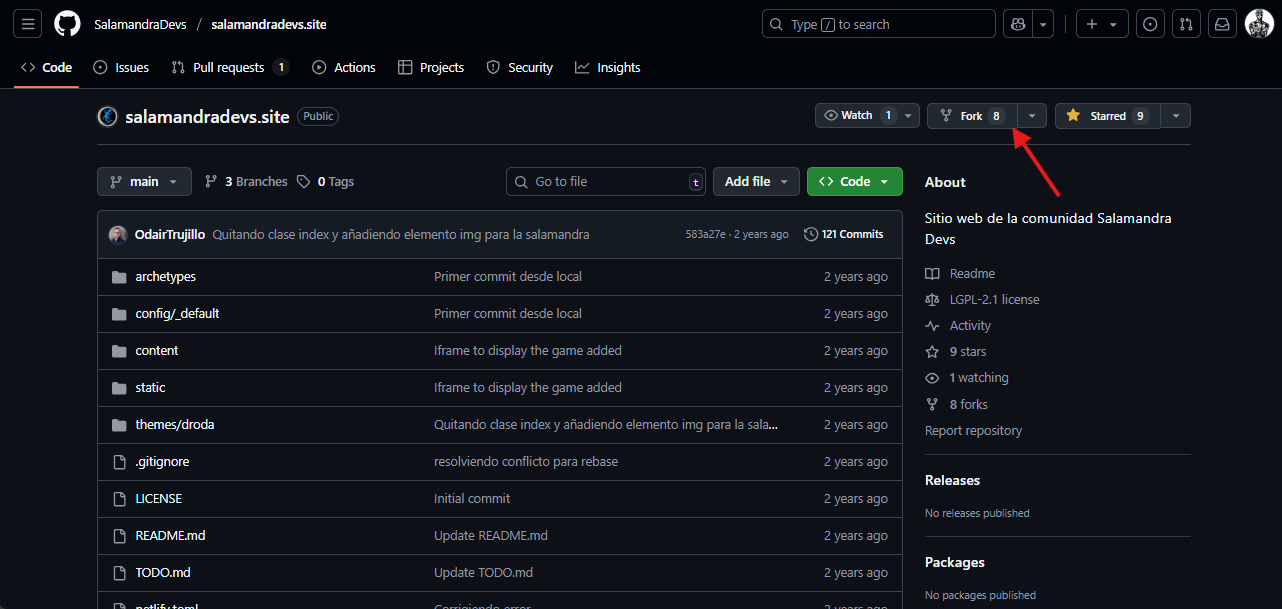 SalamandraDevs / salamandradevs.site
Type / to search
Code Issues Pull requests 1 Actions Projects Security Insights
salamandradevs.site Public
Watch 1 Fork 8 Starred 9
main 3 Branches 0 Tags
Go to file t Add file Code
OdairTrujillo Quitando clase index y añadiendo elemento img para la salamandra 583a27e · 2 years ago 121 Commits
archetypes Primer commit desde local 2 years ago
config/_default Primer commit desde local 2 years ago
content Iframe to display the game added 2 years ago
static Iframe to display the game added 2 years ago
themes/droda Quitando clase index y añadiendo elemento img para la sala... 2 years ago
.gitignore resolviendo conflicto para rebase 2 years ago
LICENSE Initial commit 2 years ago
README.md Update README.md 2 years ago
TODO.md Update TODO.md 2 years ago
netlify.toml Corrigiendo error 2 years ago
About
Sitio web de la comunidad Salamandra
Devs
Readme
LGPL-2.1 license
Activity
9 stars
1 watching
8 forks
Report repository
Releases
No releases published
Packages
No packages published